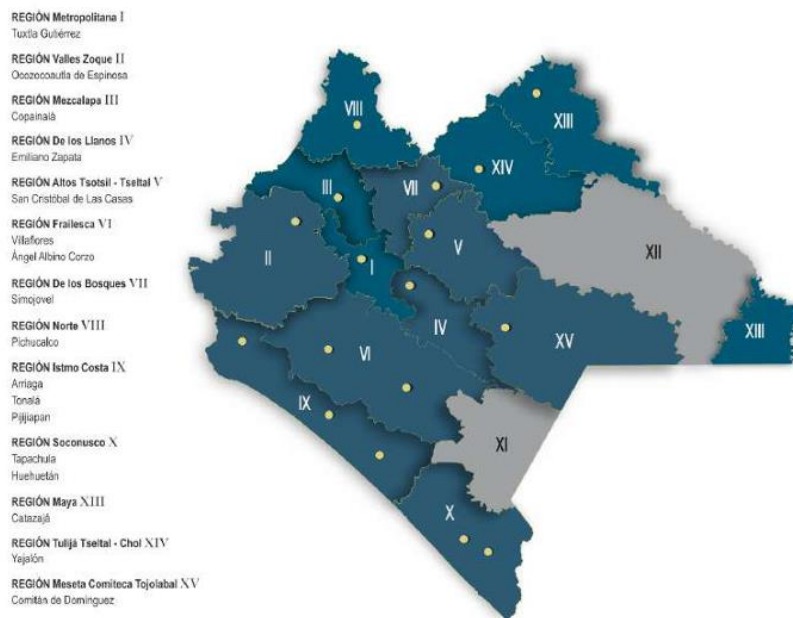 REGIÓN Metropolitana I
Tuxtla Gutiérrez
REGIÓN Valles Zoque II
Ocozocoautla de Espinosa
REGIÓN Mezcalapa III
Copainalá
REGIÓN De los Llanos IV
Emiliano Zapata
REGIÓN Altos Tsotsil - Tseltal V
San Cristóbal de Las Casas
REGIÓN Frailesca VI
Villaflores
Ángel Albino Corzo
REGIÓN De los Bosques VII
Simojovel
REGIÓN Norte VIII
Pichucalco
REGIÓN Istmo Costa IX
Arriaga
Tonalá
Pijijiapan
REGIÓN Soconusco X
Tapachula
Huehuetán
REGIÓN Maya XIII
Catazajá
REGIÓN Tulijá Tseltal - Chol XIV
Yajalón
REGIÓN Meseta Comiteca Tojolabal XV
Comitán de Domínguez
VIII
XIII
XIV
III
VII
V
II
I
XII
IV
XIII
VI
XV
IX
XI
X